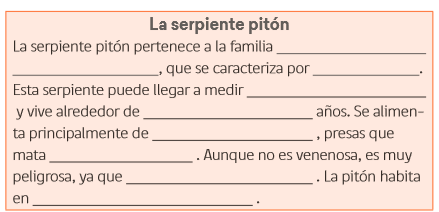 La serpiente pitón
La serpiente pitón pertenece a la familia ____________________
____________________, que se caracteriza por ______________.
Esta serpiente puede llegar a medir ________________________
y vive alrededor de _______________________ años. Se alimen-
ta principalmente de ______________________, presas que
mata ____________________. Aunque no es venenosa, es muy
peligrosa, ya que _________________________. La pitón habita
en ______________________________.